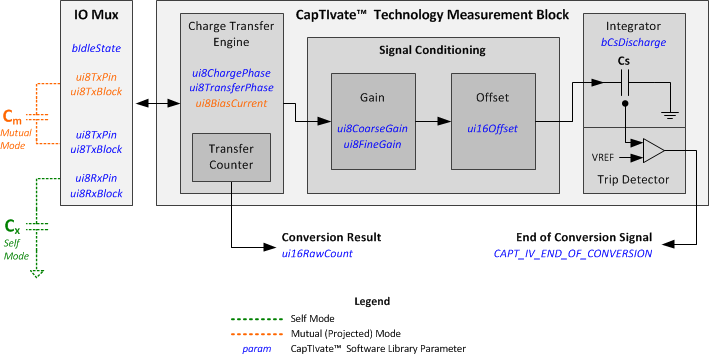 IO Mux
bIdleState
ui8TxPin
ui8TxBlock
Cm
Mutual
Mode
ui8TxPin
ui8TxBlock
ui8RxPin
ui8RxBlock
Cx
Self
Mode
CapTIvate™ Technology Measurement Block
Charge Transfer
Engine
ui8ChargePhase
ui8TransferPhase
ui8BiasCurrent
Transfer
Counter
Signal Conditioning
Gain
ui8CoarseGain
ui8FineGain
Offset
ui16Offset
Integrator
bCsDischarge
Cs
VREF
Trip Detector
Conversion Result
ui16RawCount
End of Conversion Signal
CAPT_IV_END_OF_CONVERSION
Legend
Self Mode
Mutual (Projected) Mode
param CapTIvate™ Software Library Parameter